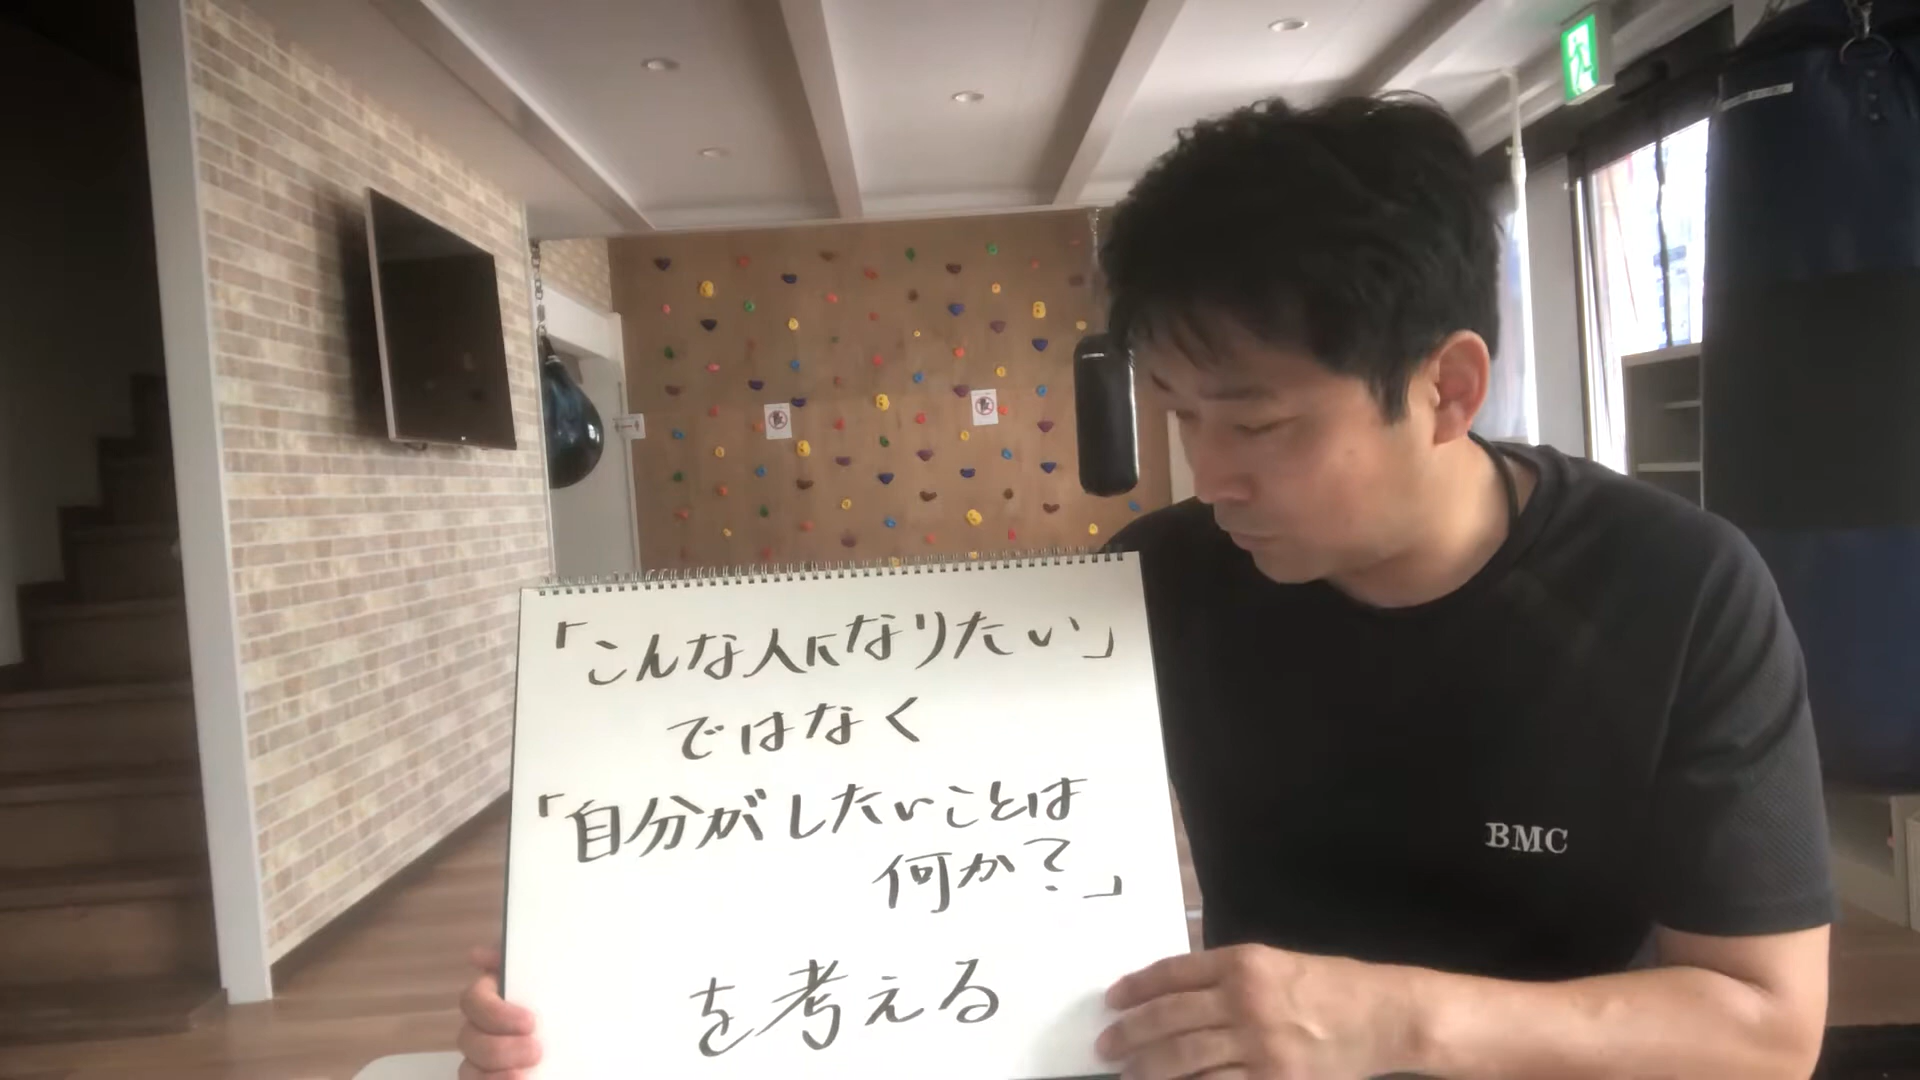 「こんな人になりたい」
ではなく
「自分がしたいことは
何か?」
を考える
BMC